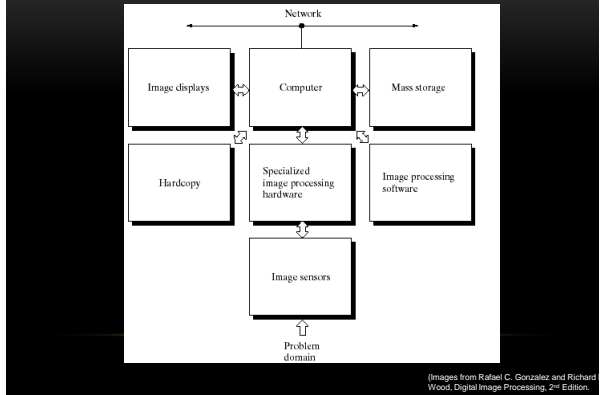 Network
Image displays
Computer
Mass storage
Hardcopy
Specialized
image processing
hardware
Image processing
software
Image sensors
Problem
domain
(Images from Rafael C. Gonzalez and Richard
Wood, Digital Image Processing, 2nd Edition.